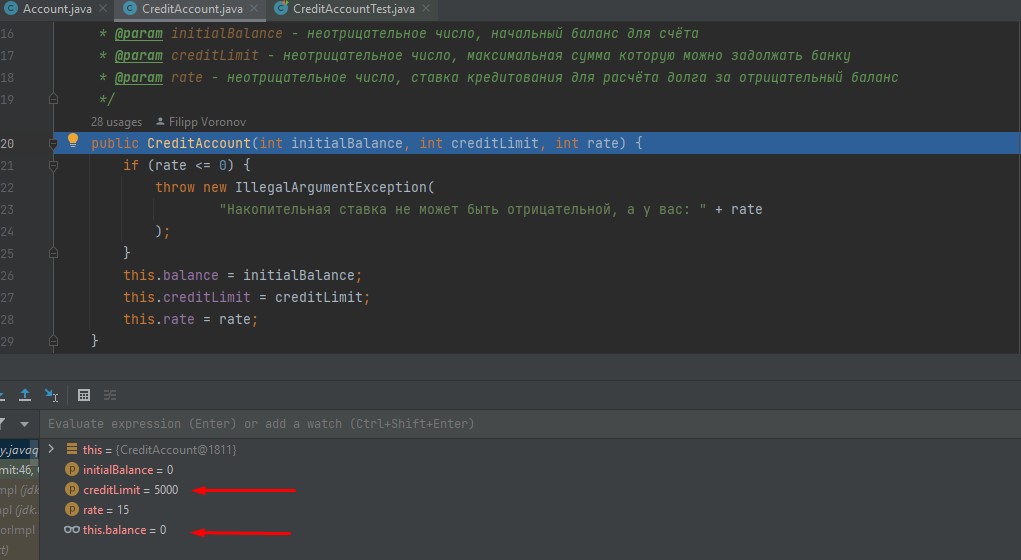 Account.java CreditAccount.java CreditAccountTest.java
16 * @param initialBalance - неотрицательное число, начальный баланс для счёта
17 * @param creditLimit - неотрицательное число, максимальная сумма которую можно задолжать банку
18 * @param rate - неотрицательное число, ставка кредитования для расчёта долга за отрицательный баланс
19 */
28 usages Filipp Voronov
20 public CreditAccount(int initialBalance, int creditLimit, int rate) {
21 if (rate <= 0) {
22 throw new IllegalArgumentException(
23 "Накопительная ставка не может быть отрицательной, а у вас: " + rate
24 );
25 }
26 this.balance = initialBalance;
27 this.creditLimit = creditLimit;
28 this.rate = rate;
29 }
Evaluate expression (Enter) or add a watch (Ctrl+Shift+Enter)
y.javaq this = {CreditAccount@1811}
mit:46, initialBalance = 0
mpl (jdk. creditLimit = 5000
mpl (jdk. rate = 15
orImpl this.balance = 0